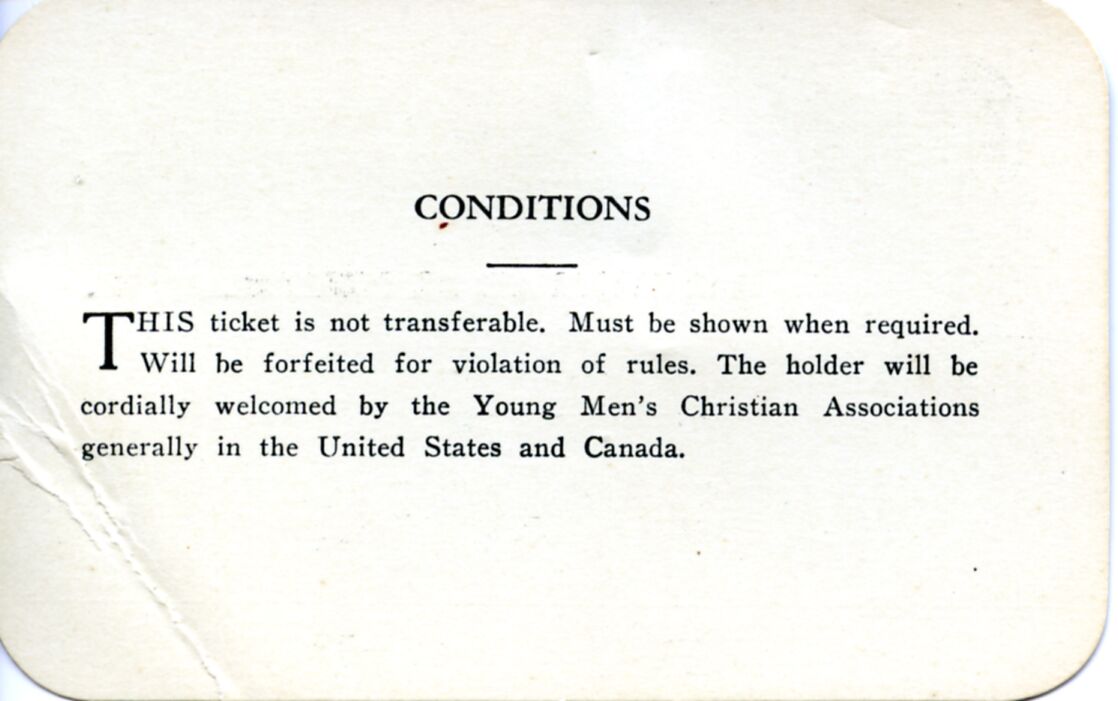 CONDITIONS
THIS ticket is not transferable. Must be shown when required.
Will be forfeited for violation of rules. The holder will be
cordially welcomed by the Young Men's Christian Associations
generally in the United States and Canada.